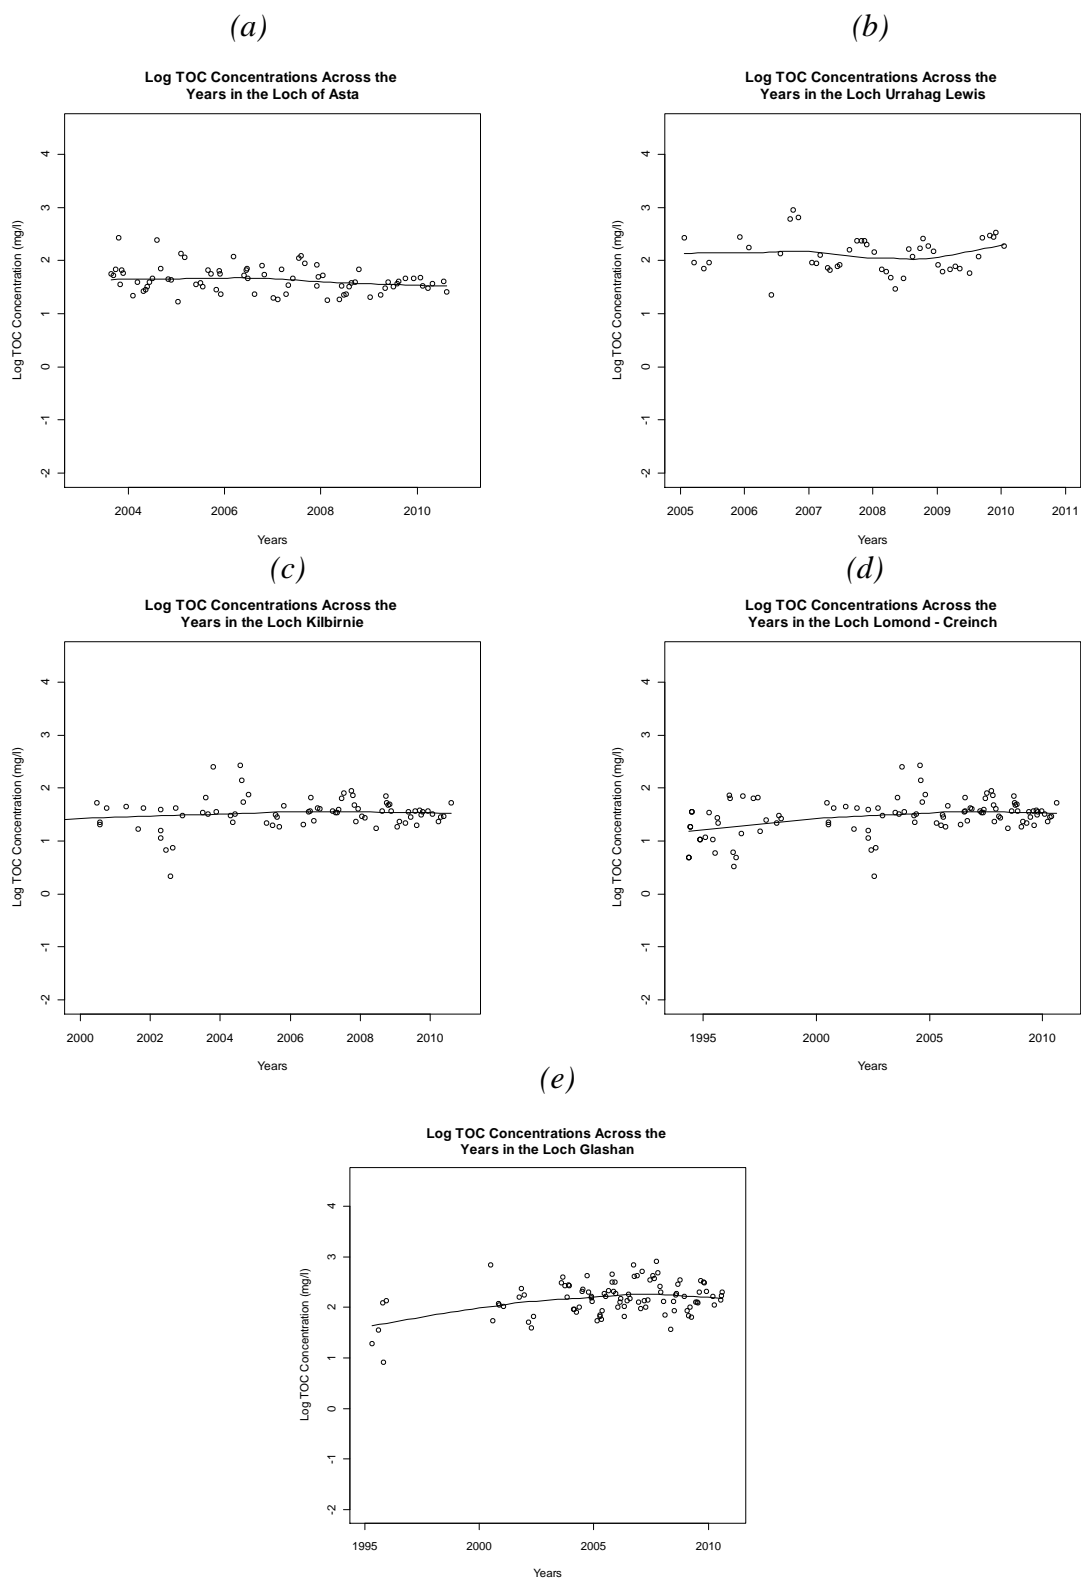 (a)
Log TOC Concentrations Across the
Years in the Loch of Asta
Log TOC Concentration (mg/l)
4
3
2
1
0
-1
-2
2004 2006 2008 2010
Years
(b)
Log TOC Concentrations Across the
Years in the Loch Urrahag Lewis
Log TOC Concentration (mg/l)
4
3
2
1
0
-1
-2
2005 2006 2007 2008 2009 2010 2011
Years
(c)
Log TOC Concentrations Across the
Years in the Loch Kilbirnie
Log TOC Concentration (mg/l)
4
3
2
1
0
-1
-2
2000 2002 2004 2006 2008 2010
Years
(d)
Log TOC Concentrations Across the
Years in the Loch Lomond - Creinch
Log TOC Concentration (mg/l)
4
3
2
1
0
-1
-2
1995 2000 2005 2010
Years
(e)
Log TOC Concentrations Across the
Years in the Loch Glashan
Log TOC Concentration (mg/l)
4
3
2
1
0
-1
-2
1995 2000 2005 2010
Years